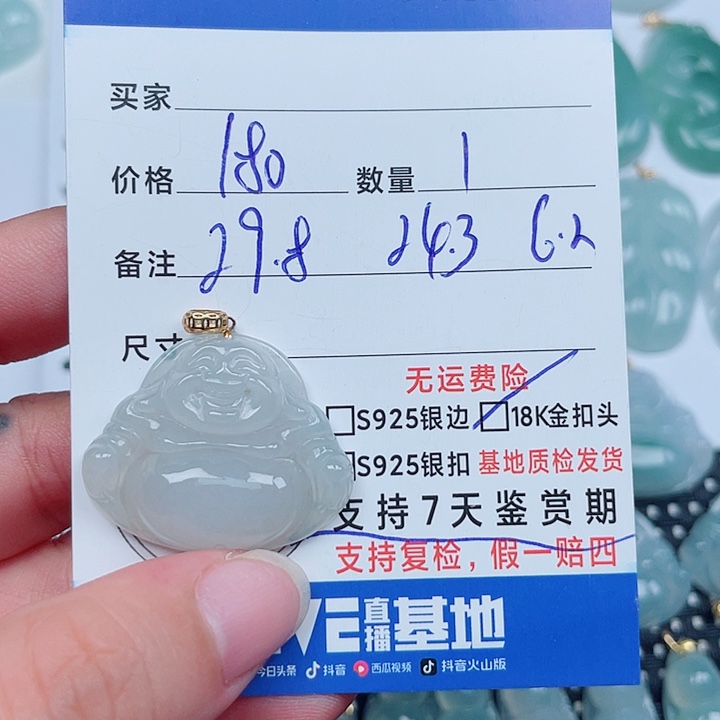 买家
价格 180 数量 1
备注 29.8 24.3 6.2
尺寸
无运费险
S925银边 18K金扣头
S925银扣 基地质检发货
支持7天鉴赏期
支持复检，假一赔四
VE直播基地
今日头条 抖音 西瓜视频 抖音火山版